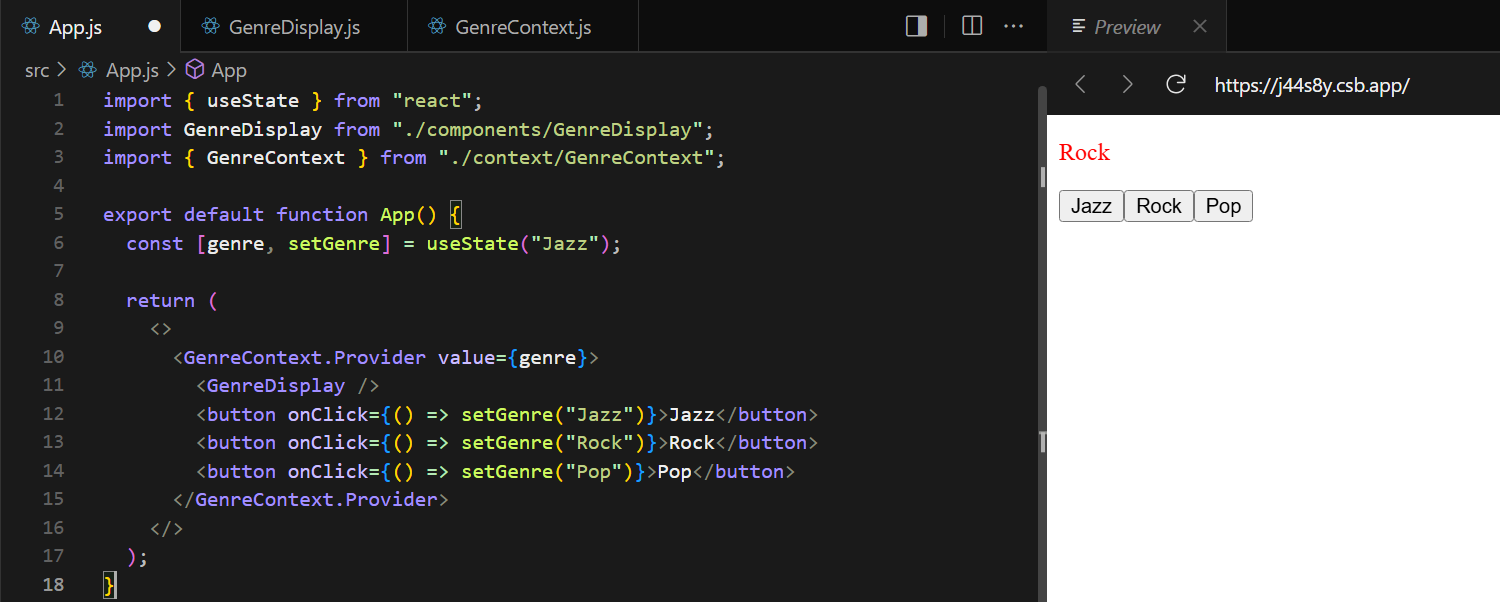 App.js GenreDisplay.js GenreContext.js Preview
src > App.js > App
https://j44s8y.csb.app/
1 import { useState } from "react";
2 import GenreDisplay from "./components/GenreDisplay";
3 import { GenreContext } from "./context/GenreContext";
4
5 export default function App() {
6   const [genre, setGenre] = useState("Jazz");
7
8   return (
9     <>
10       <GenreContext.Provider value={genre}>
11         <GenreDisplay />
12         <button onClick={() => setGenre("Jazz")}>Jazz</button>
13         <button onClick={() => setGenre("Rock")}>Rock</button>
14         <button onClick={() => setGenre("Pop")}>Pop</button>
15       </GenreContext.Provider>
16     </>
17   );
18 }
Rock
Jazz Rock Pop